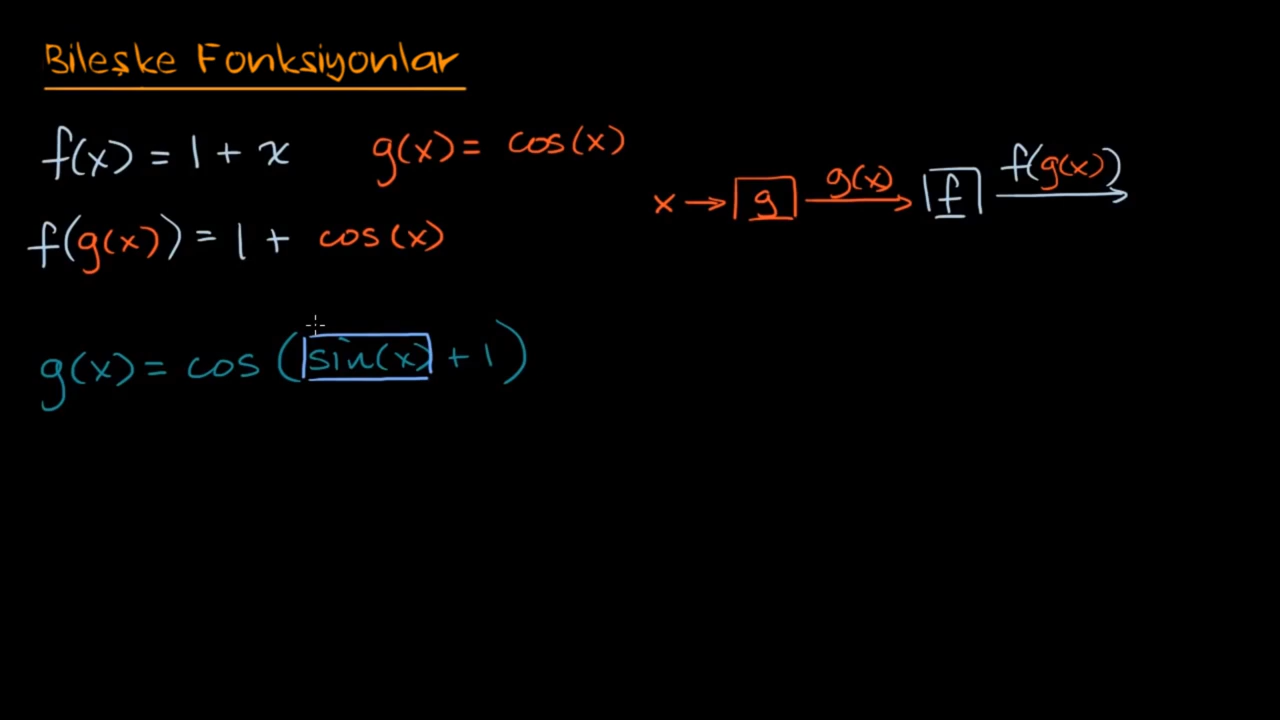 Bileşke Fonksiyonlar
f(x) = 1 + x g(x) = cos(x)
x → g g(x) f f(g(x))
f(g(x)) = 1 + cos(x)
g(x) = cos (sin(x) + 1)